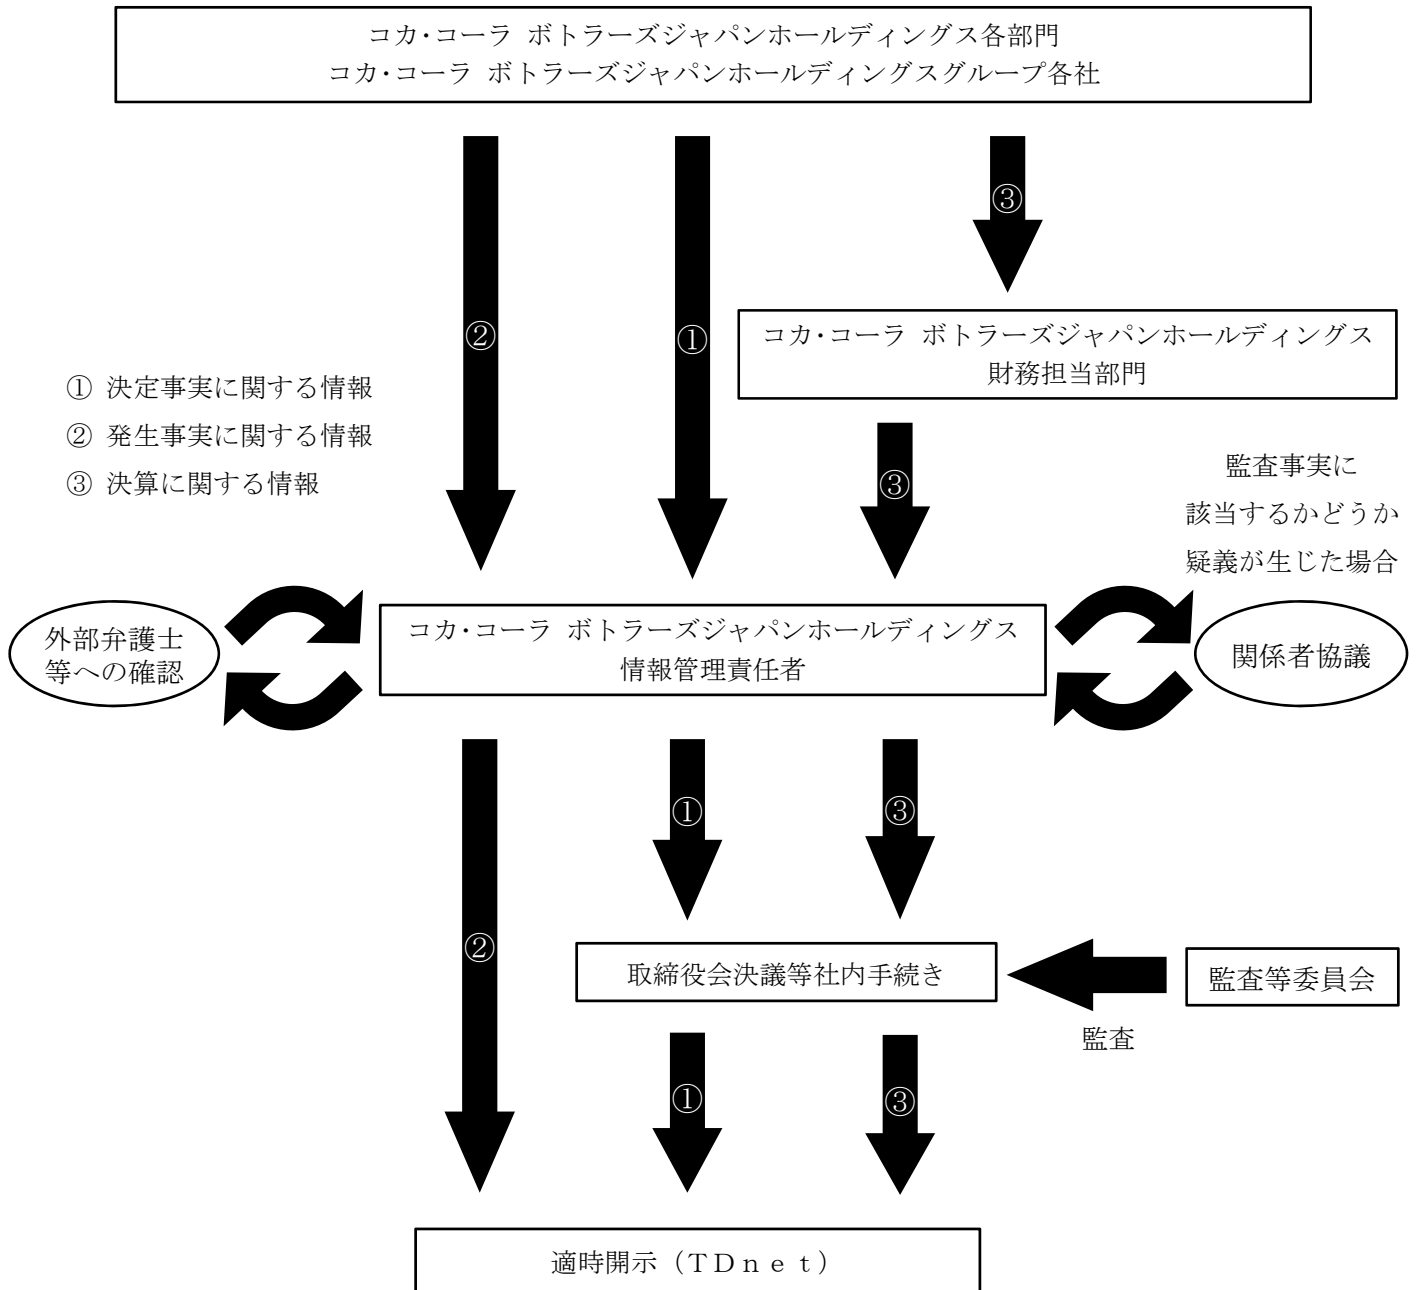 コカ・コーラ ボトラーズジャパンホールディングス各部門
コカ・コーラ ボトラーズジャパンホールディングスグループ各社
③
②
①
コカ・コーラ ボトラーズジャパンホールディングス
財務担当部門
① 決定事実に関する情報
② 発生事実に関する情報
③ 決算に関する情報
③
監査事実に
該当するかどうか
疑義が生じた場合
外部弁護士
等への確認
コカ・コーラ ボトラーズジャパンホールディングス
情報管理責任者
関係者協議
①
③
②
取締役会決議等社内手続き
監査等委員会
監査
①
③
適時開示（TDnet）